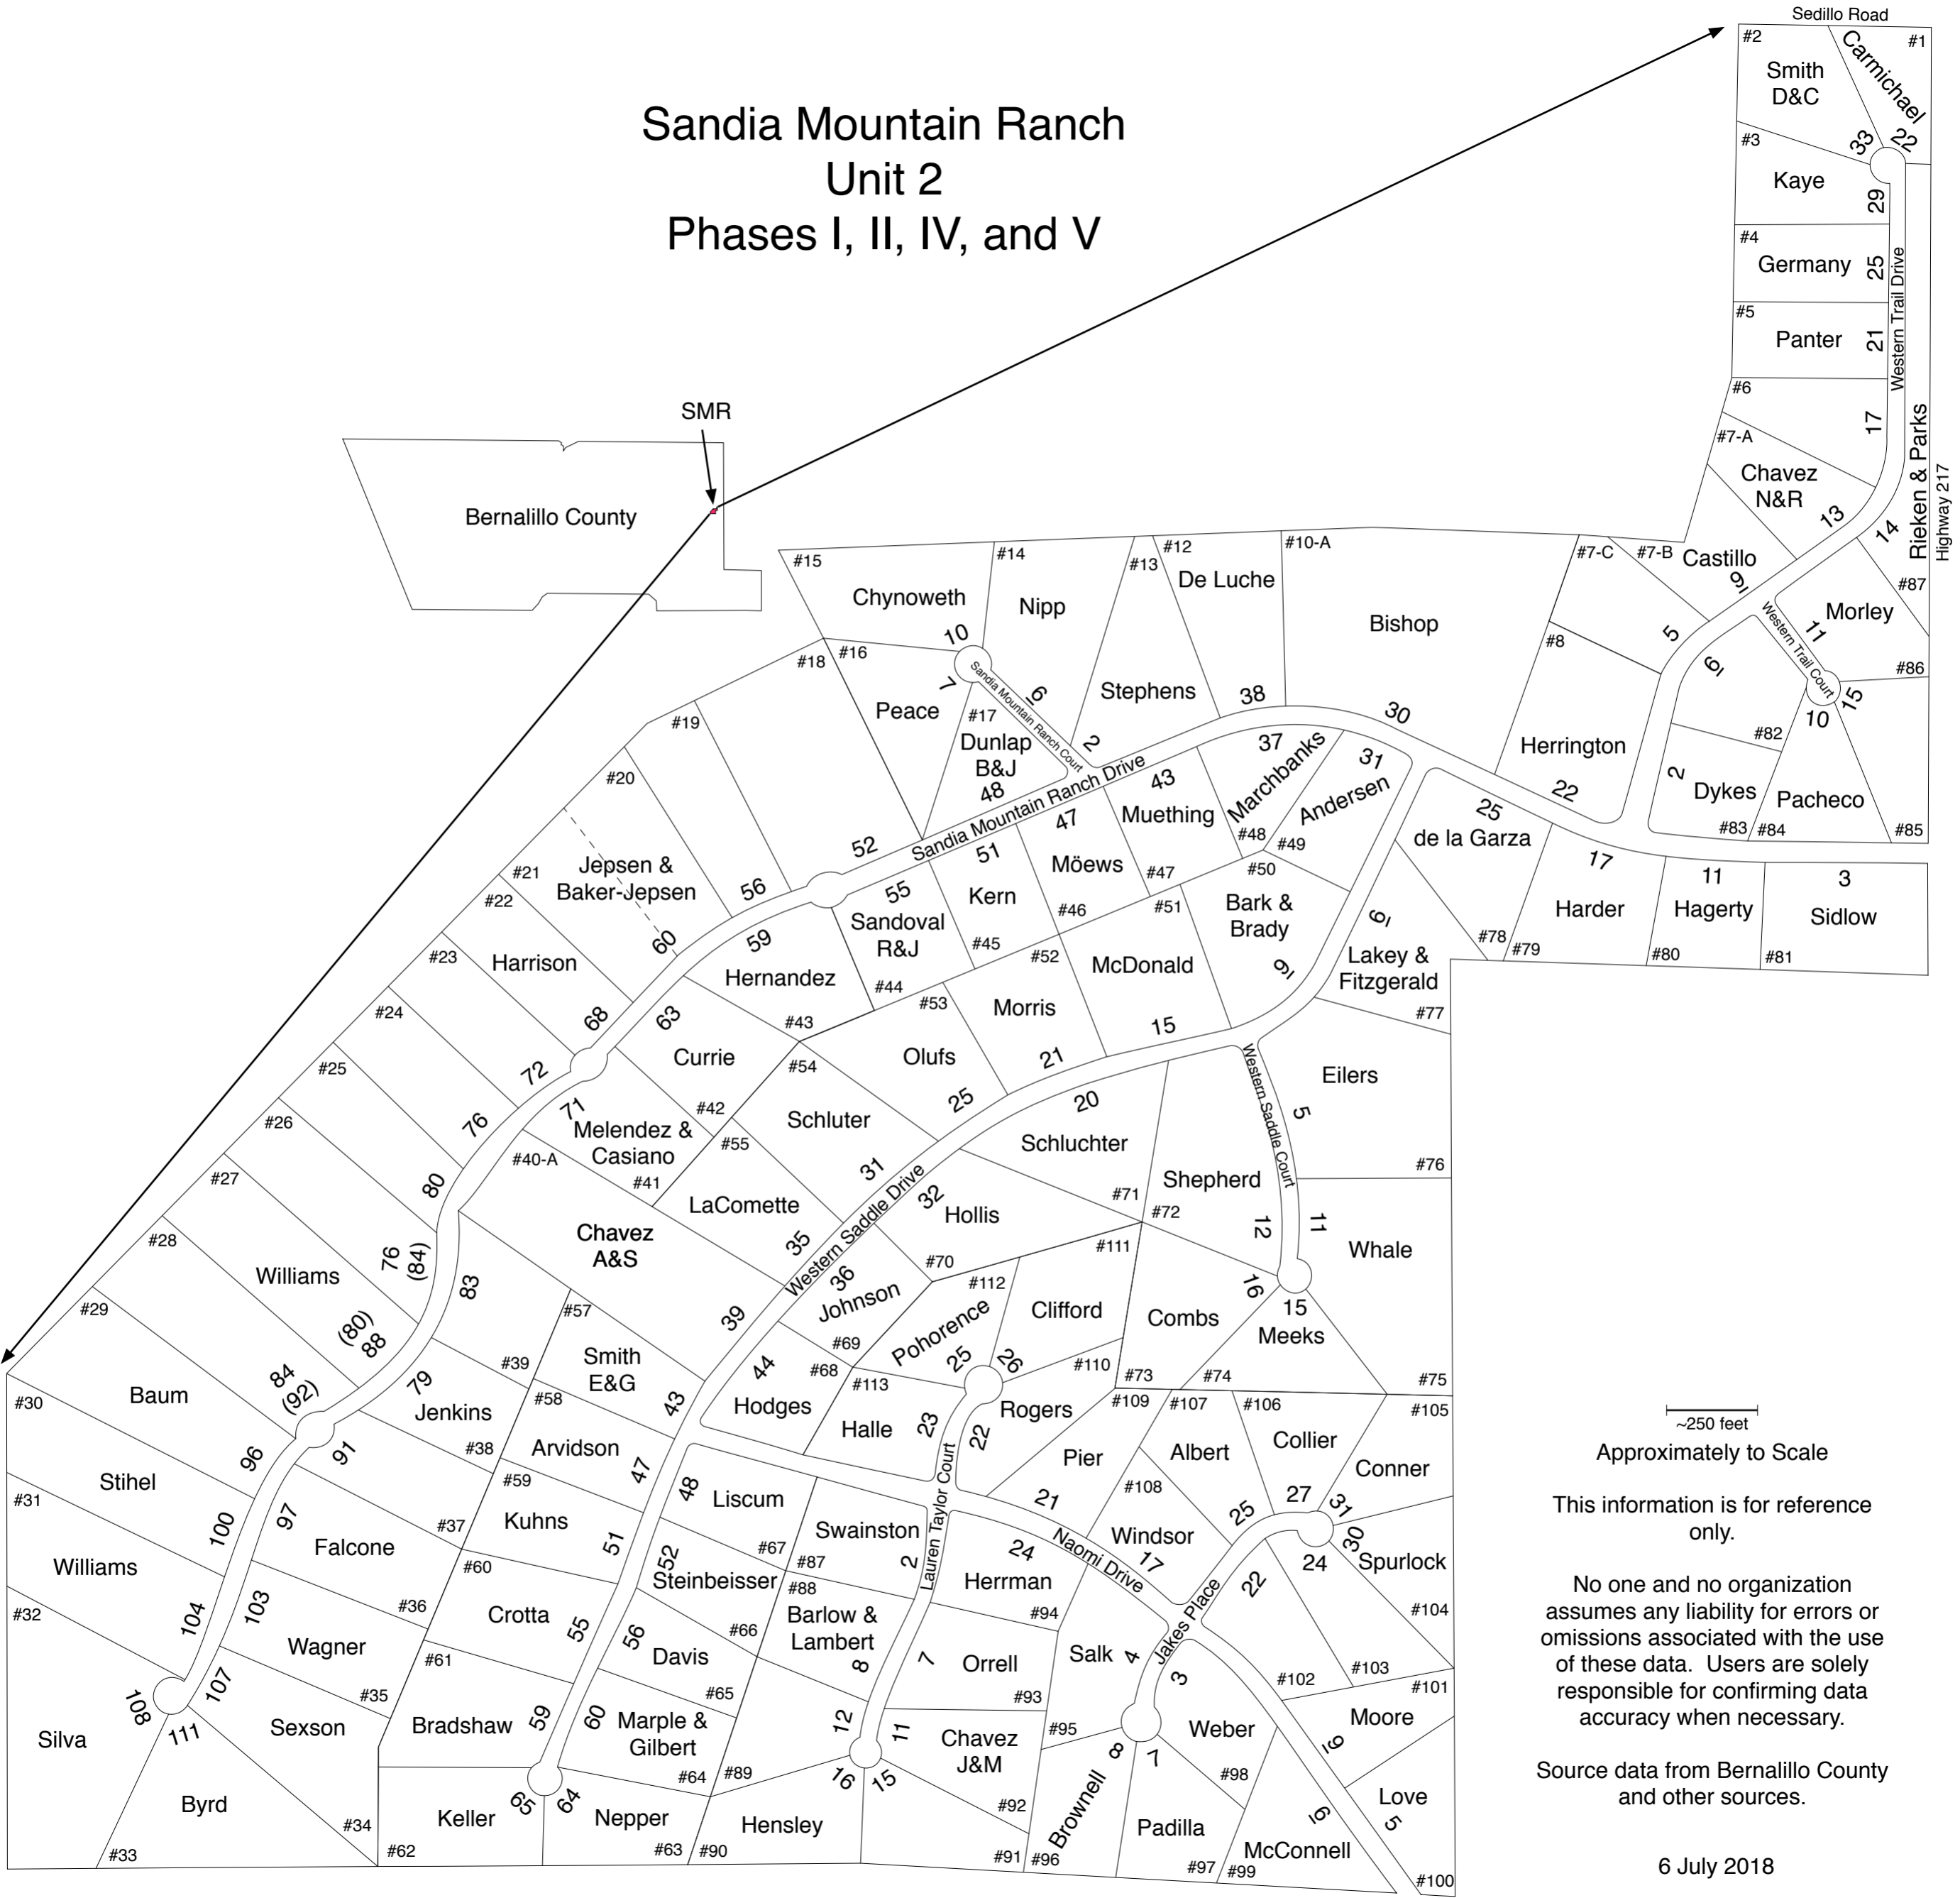 Sedillo Road
Sandia Mountain Ranch
Unit 2
Phases I, II, IV, and V
#2
Smith
D&C
Carmichael
#1
33
22
#3
Kaye
29
#4
Germany
25
Western Trail Drive
#5
Panter
21
#6
17
#7-A
Chavez
N&R
13
Rieken & Parks
Highway 217
14
#7-C
#7-B
Castillo
9
#87
Morley
11
Western Trail Court
#86
15
10
5
6
#8
#82
2
Dykes
Pacheco
#83
#84
#85
Herrington
22
SMR
Bernalillo County
#15
Chynoweth
10
#14
Nipp
#13
#12
De Luche
#10-A
Bishop
#18
#16
Peace
7
Sandia Mountain Ranch Court
6
Stephens
2
38
30
#17
Dunlap
B&J
48
Sandia Mountain Ranch Drive
#19
#20
#21
Jepsen &
Baker-Jepsen
52
56
60
43
Muething
37
Marchbanks
31
Andersen
#48
#49
25
de la Garza
17
Harder
11
Hagerty
3
Sidlow
#78
#79
#80
#81
47
Möews
#47
51
Kern
#46
55
Sandoval
R&J
#45
#44
#50
#51
Bark &
Brady
9
6
Lakey &
Fitzgerald
#77
#22
Harrison
#23
59
Hernandez
#43
68
63
Currie
#42
72
71
Melendez &
Casiano
#41
#40-A
#52
McDonald
15
#53
Morris
21
Olufs
25
#54
Schluter
31
#55
LaComette
35
Western Saddle Drive
20
Schluchter
#71
32
Hollis
#70
Western Saddle Court
Eilers
5
#76
Shepherd
#72
12
11
Whale
16
15
Combs
Meeks
#73
#74
#75
#24
#25
#26
#27
#28
#29
76
80
76
(84)
83
Chavez
A&S
39
Williams
(80)
88
84
(92)
79
Jenkins
#39
#38
#57
Smith
E&G
43
#58
Arvidson
47
#59
Kuhns
51
#60
Crotta
55
#61
Bradshaw
59
#62
Keller
65
#30
Baum
96
91
#37
Stihel
100
97
Falcone
#31
#36
Williams
104
103
Wagner
#32
#35
108
107
Silva
111
Sexson
Byrd
#33
#34
36
Johnson
#69
#68
44
Hodges
#111
#112
Clifford
Pohorence
25
26
#110
#113
Halle
23
Rogers
22
Lauren Taylor Court
#109
Pier
21
#107
Albert
#106
Collier
#105
Conner
#108
Windsor
25
27
31
30
Spurlock
24
22
#104
17
Naomi Drive
48
Liscum
#67
52
Steinbeisser
#66
56
Davis
#65
60
Marple &
Gilbert
#64
64
Nepper
#63
Swainston
2
#87
#88
Barlow &
Lambert
8
12
#89
16
#90
Hensley
24
Herrman
#94
7
Orrell
#93
11
Chavez
J&M
15
#92
#91
Salk
4
Jakes Place
3
#95
8
7
Weber
#98
Brownell
#96
Padilla
#97
#99
McConnell
6
#102
#103
#101
Moore
9
Love
5
#100
~250 feet
Approximately to Scale
This information is for reference
only.
No one and no organization
assumes any liability for errors or
omissions associated with the use
of these data. Users are solely
responsible for confirming data
accuracy when necessary.
Source data from Bernalillo County
and other sources.
6 July 2018